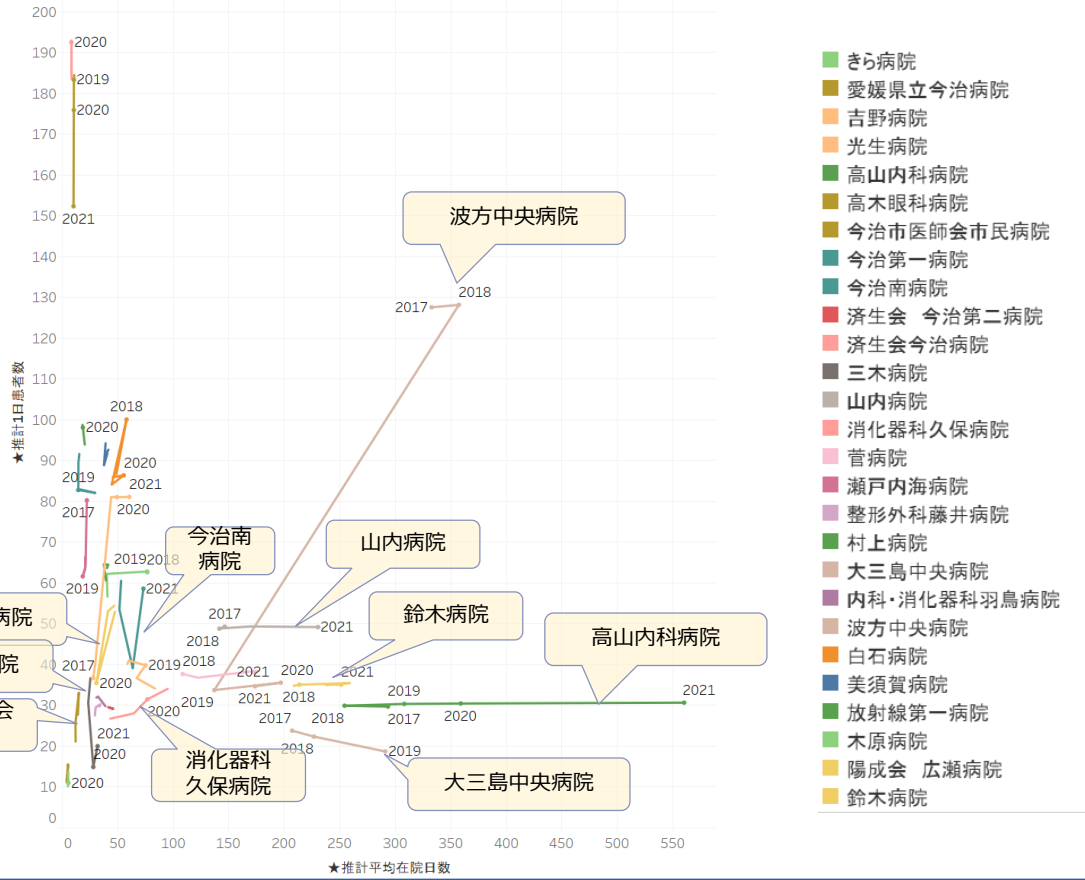 200
190
180
170
160
150
140
130
120
110
100
90
80
70
60
50
40
30
20
10
0
★推計1日患者数
0
50
100
150
200
250
300
350
400
450
500
550
★推計平均在院日数
2020
2019
2020
2021
波方中央病院
2018
2017
2018
2020
2020
2019
2021
2017
2020
今治南
病院
山内病院
2019
2018
2019
2021
病院
鈴木病院
2017
2021
高山内科病院
2018
院
2017
2019
2018
2021
2020
2021
2020
2019
2021
2018
2019
2021
会
2020
2017
2018
2017
2020
2021
2020
2018
2019
消化器科
久保病院
大三島中央病院
2020
きら病院
愛媛県立今治病院
吉野病院
光生病院
高山内科病院
高木眼科病院
今治市医師会市民病院
今治第一病院
今治南病院
済生会　今治第二病院
済生会今治病院
三木病院
山内病院
消化器科久保病院
菅病院
瀬戸内海病院
整形外科藤井病院
村上病院
大三島中央病院
内科・消化器科羽鳥病院
波方中央病院
白石病院
美須賀病院
放射線第一病院
木原病院
陽成会　広瀬病院
鈴木病院